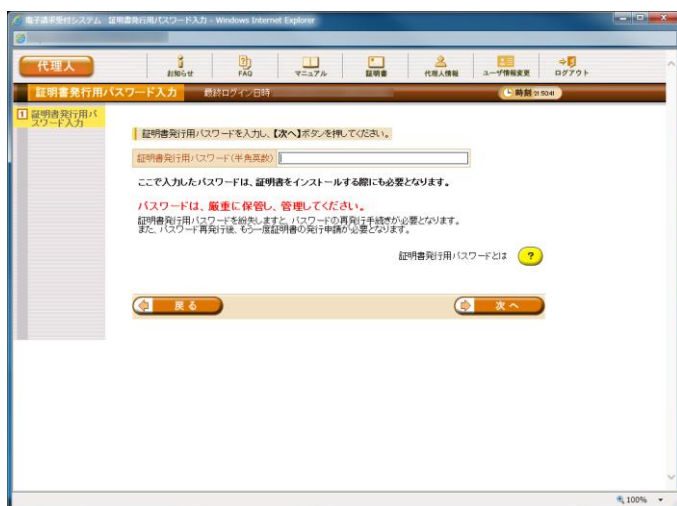 電子請求受付システム 証明書発行用パスワード入力 - Windows Internet Explorer
代理人
お知らせ
FAQ
マニュアル
証明書
代理人情報
ユーザ情報変更
ログアウト
証明書発行用パスワード入力 最終ログイン日時
時刻 21:50:41
1 証明書発行用パ
スワード入力
証明書発行用パスワードを入力し、【次へ】ボタンを押してください。
証明書発行用パスワード(半角英数)
ここで入力したパスワードは、証明書をインストールする際にも必要となります。
パスワードは、厳重に保管し、管理してください。
証明書発行用パスワードを紛失しますと、パスワードの再発行手続きが必要となります。
また、パスワード再発行後、もう一度証明書の発行申請が必要となります。
証明書発行用パスワードとは ?
戻る
次へ
100%